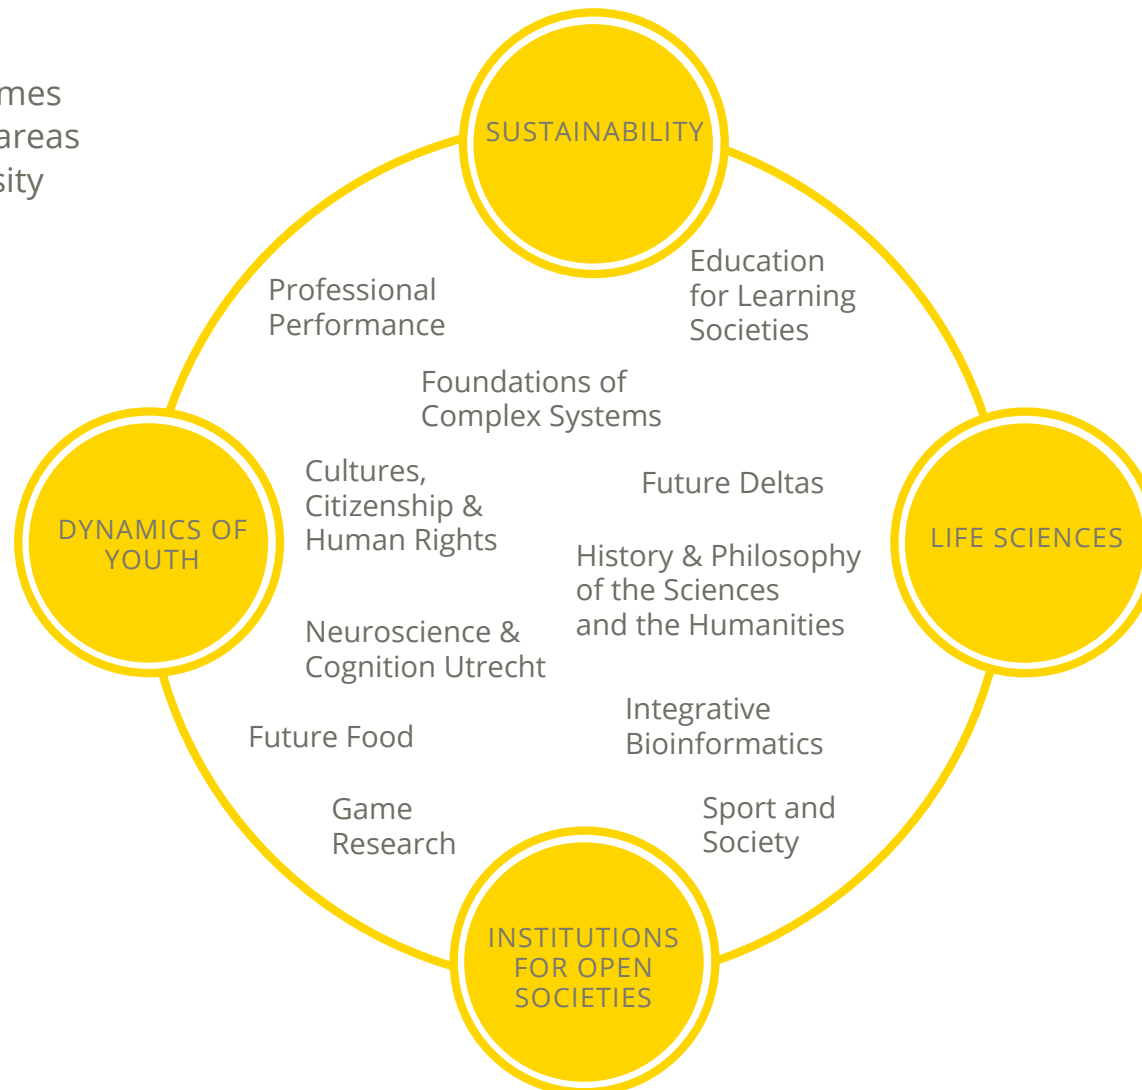 areas
SUSTAINABILITY
Education
for Learning
Societies
Professional
Performance
Foundations of
Complex Systems
Cultures,
Citizenship &
Human Rights
Future Deltas
DYNAMICS OF
YOUTH
LIFE SCIENCES
History & Philosophy
of the Sciences
and the Humanities
Neuroscience &
Cognition Utrecht
Integrative
Bioinformatics
Future Food
Game
Research
Sport and
Society
INSTITUTIONS
FOR OPEN
SOCIETIES